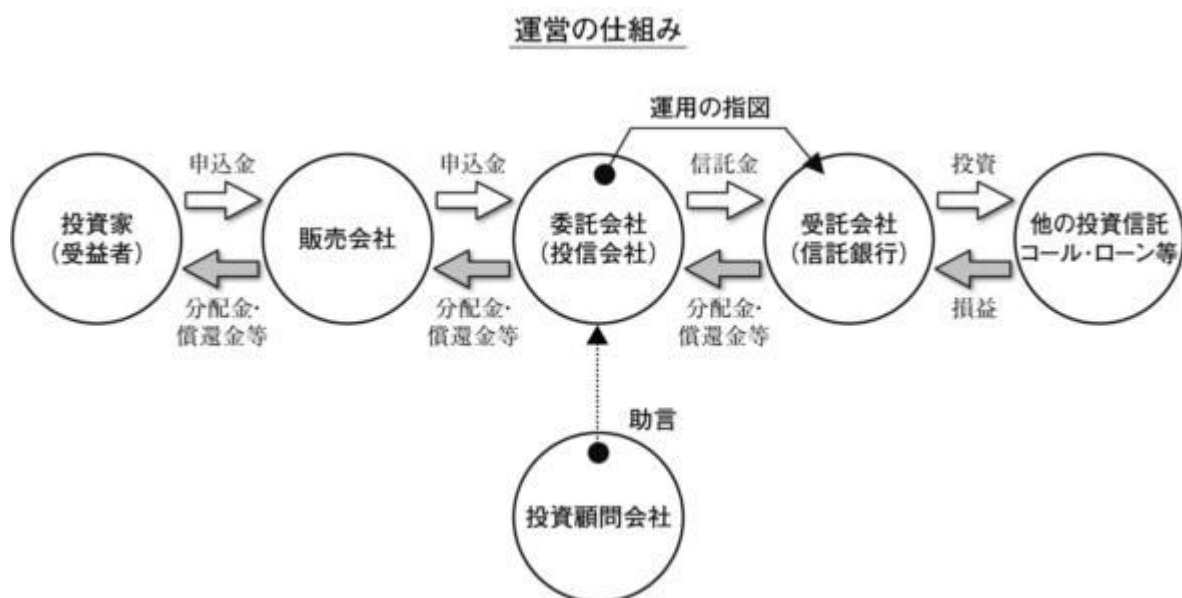 運営の仕組み
運用の指図
申込金
申込金
信託金
投資
投資家
(受益者)
販売会社
委託会社
(投信会社)
受託会社
(信託銀行)
他の投資信託
コール・ローン等
分配金・
償還金等
分配金・
償還金等
分配金・
償還金等
損益
助言
投資顧問会社